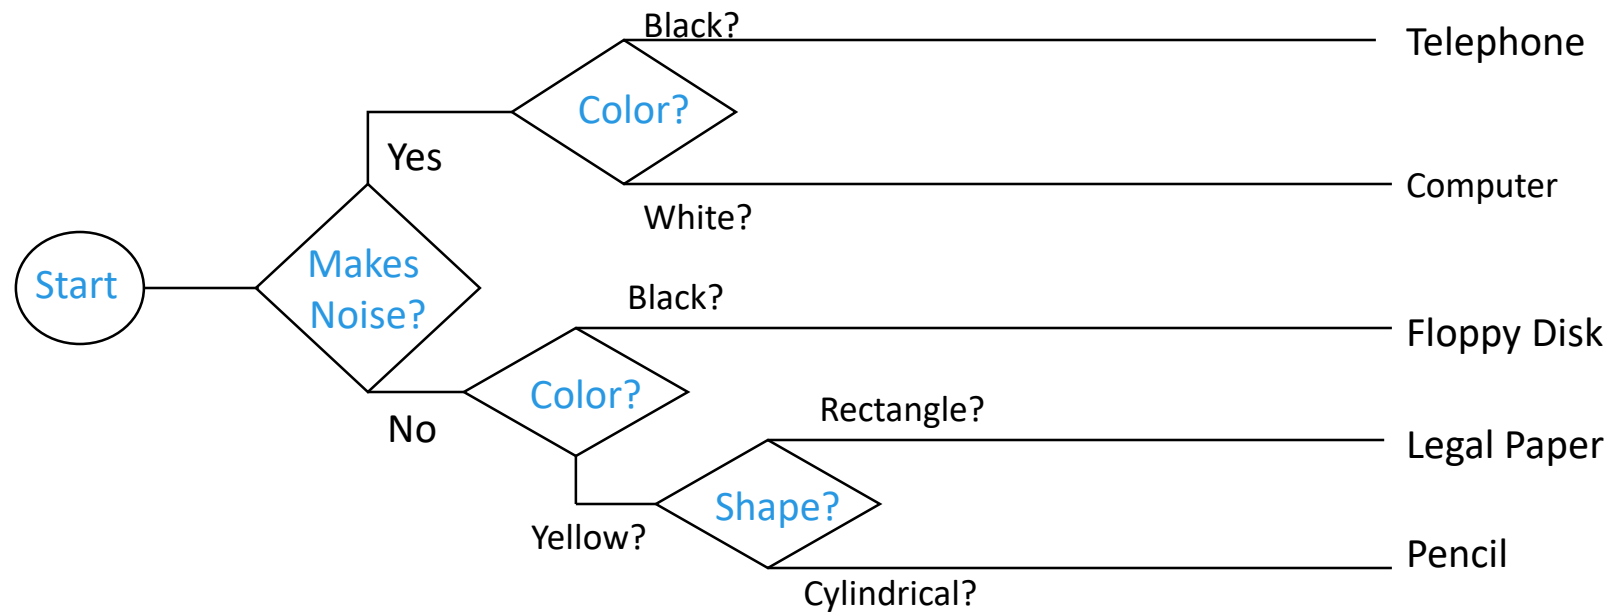 Black?
Telephone
Color?
Yes
Computer
White?
Makes
Noise?
Start
Black?
Floppy Disk
Color?
Rectangle?
No
Legal Paper
Shape?
Yellow?
Pencil
Cylindrical?